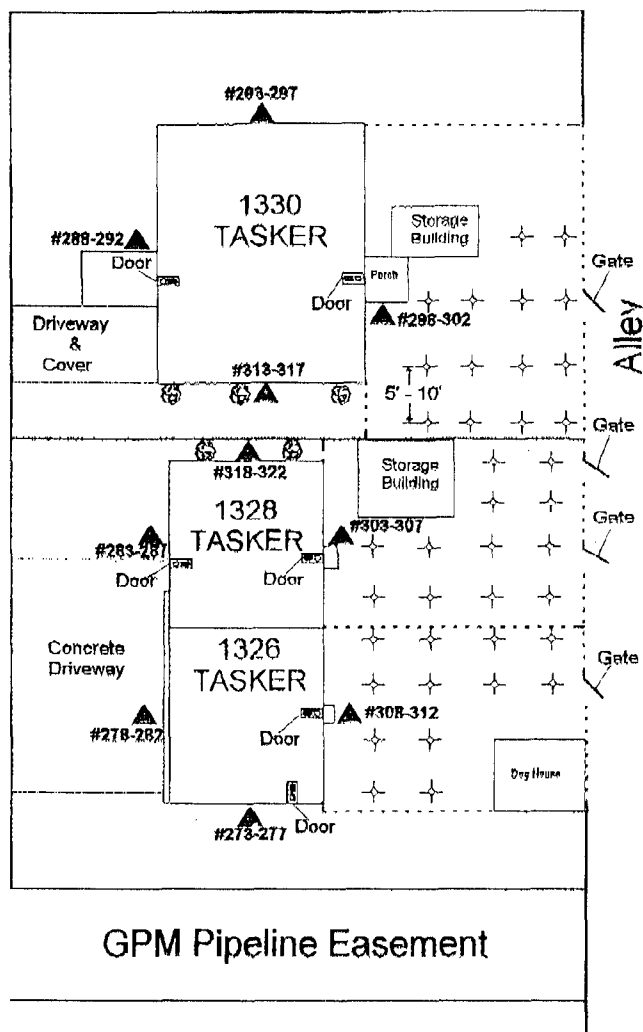 #293-297
1330
TASKER
Storage
Building
#288-292
Door
Gate
Porch
Door
#298-302
Driveway
&
Cover
Alley
#313-317
5' - 10'
Gate
#318-322
Storage
Building
1328
TASKER
#303-307
Gate
#283-287
Door
Door
Concrete
Driveway
1326
TASKER
Gate
#308-312
#278-282
Door
Dog House
#273-277
Door
GPM Pipeline Easement